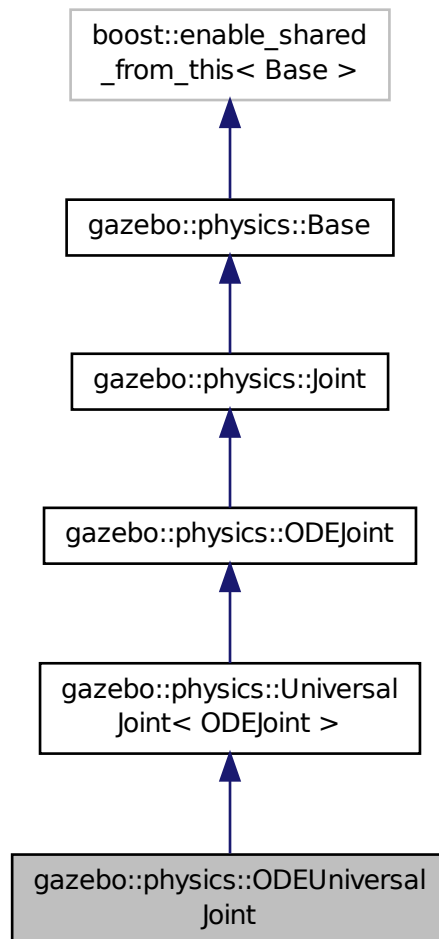 boost::enable_shared
_from_this< Base >
gazebo::physics::Base
gazebo::physics::Joint
gazebo::physics::ODEJoint
gazebo::physics::Universal
Joint< ODEJoint >
gazebo::physics::ODEUniversal
Joint